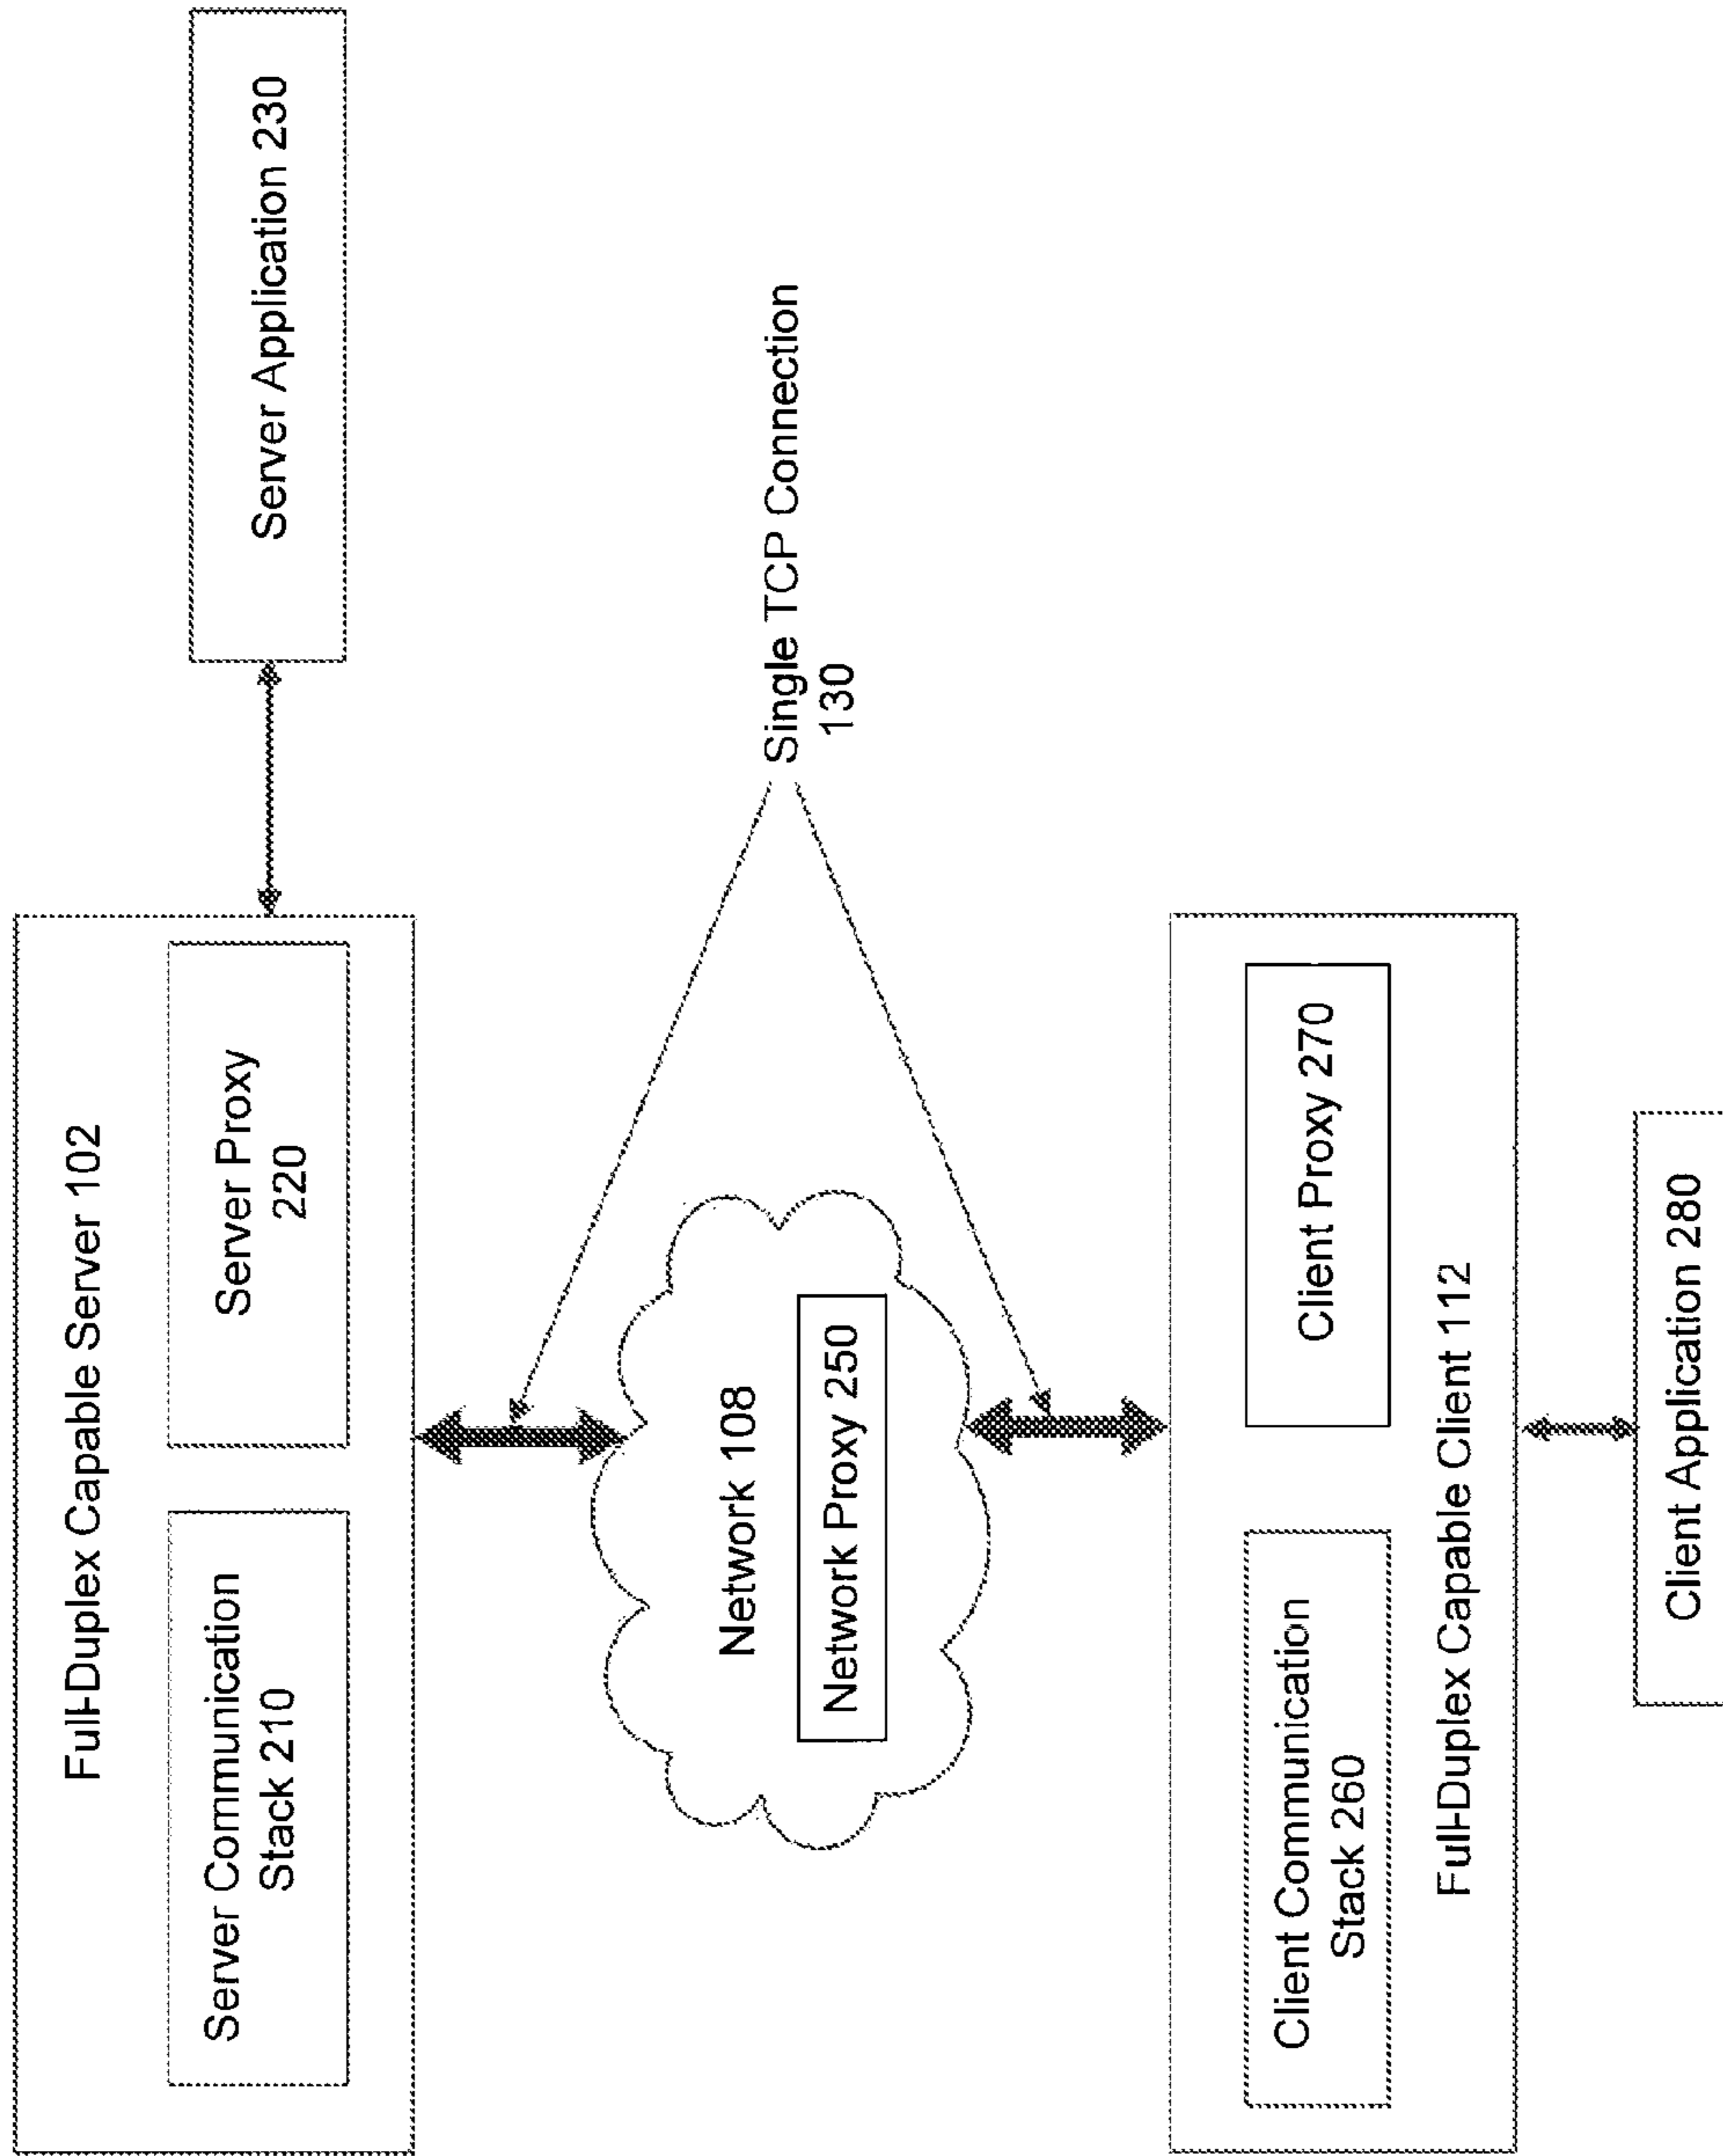 Full-Duplex Capable Server 102
Server Communication
Stack 210
Server Proxy
220
Server Application 230
Single TCP Connection
130
Network 108
Network Proxy 250
Client Communication
Stack 260
Client Proxy 270
Full-Duplex Capable Client 112
Client Application 280